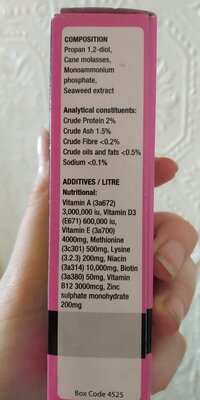 COMPOSITION
Propan 1,2-diol,
Cane molasses,
Monoammonium
phosphate,
Seaweed extract
Analytical constituents:
Crude Protein 2%
Crude Ash 1.5%
Crude Fibre <0.2%
Crude oils and fats <0.5%
Sodium <0.1%
ADDITIVES / LITRE
Nutritional:
Vitamin A (3a672)
3,000,000 iu, Vitamin D3
(E671) 600,000 iu,
Vitamin E (3a700)
4000mg, Methionine
(3c301) 500mg, Lysine
(3.2.3) 200mg, Niacin
(3a314) 10,000mg, Biotin
(3a380) 50mg, Vitamin
B12 3000mcg, Zinc
sulphate monohydrate
200mg
Box Code 4525